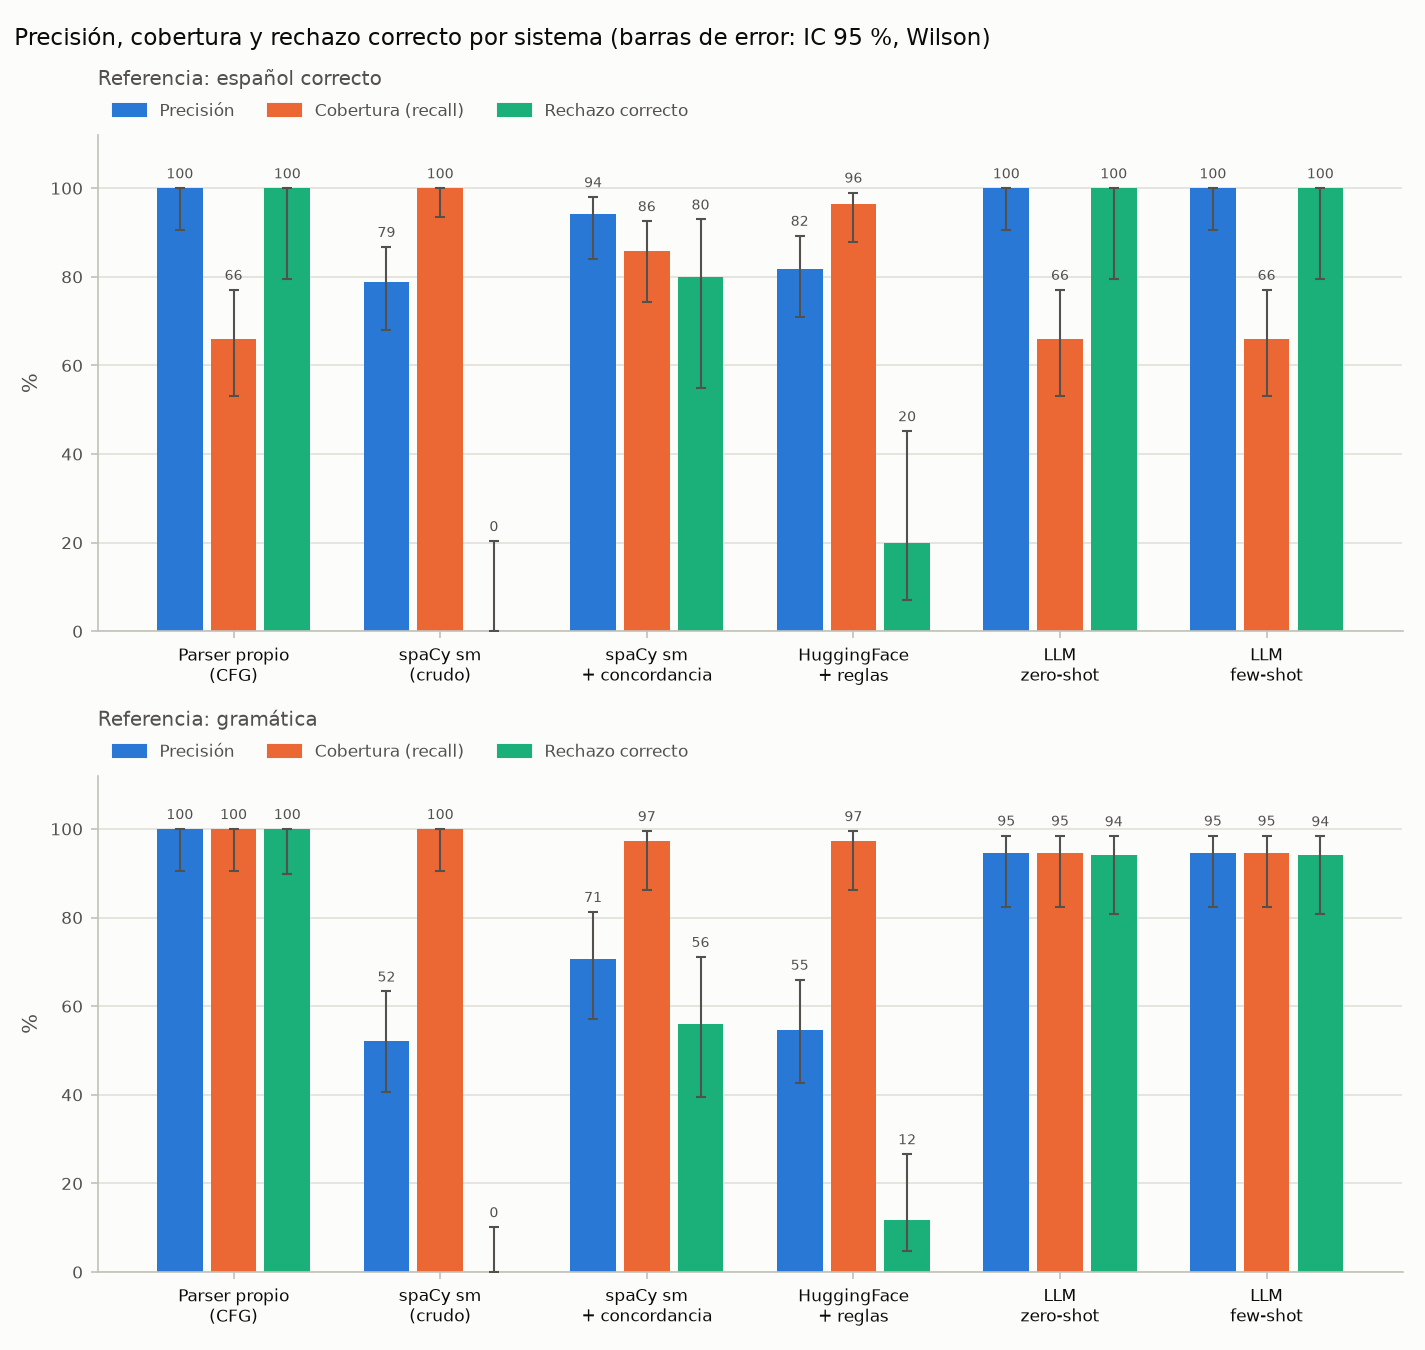 Precisión, cobertura y rechazo correcto por sistema (barras de error: IC 95 %, Wilson)
Referencia: español correcto
Precisión Cobertura (recall) Rechazo correcto
%
100
80
60
40
20
0
100 66 100
79 100 0
94 86 80
82 96 20
100 66 100
100 66 100
Parser propio
(CFG)
spaCy sm
(crudo)
spaCy sm
+ concordancia
HuggingFace
+ reglas
LLM
zero-shot
LLM
few-shot
Referencia: gramática
Precisión Cobertura (recall) Rechazo correcto
%
100
80
60
40
20
0
100 100 100
52 100 0
71 97 56
55 97 12
95 95 94
95 95 94
Parser propio
(CFG)
spaCy sm
(crudo)
spaCy sm
+ concordancia
HuggingFace
+ reglas
LLM
zero-shot
LLM
few-shot